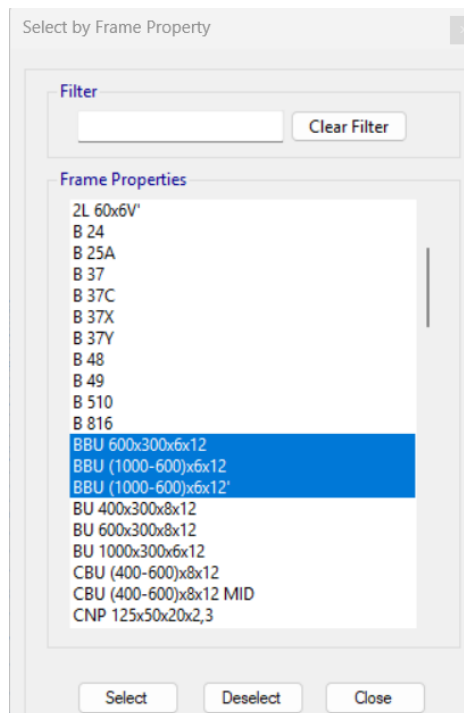 Select by Frame Property
Filter
Clear Filter
Frame Properties
2L 60x6V'
B 24
B 25A
B 37
B 37C
B 37X
B 37Y
B 48
B 49
B 510
B 816
BBU 600x300x6x12
BBU (1000-600)x6x12
BBU (1000-600)x6x12'
BU 400x300x8x12
BU 600x300x8x12
BU 1000x300x6x12
CBU (400-600)x8x12
CBU (400-600)x8x12 MID
CNP 125x50x20x2,3
Select Deselect Close